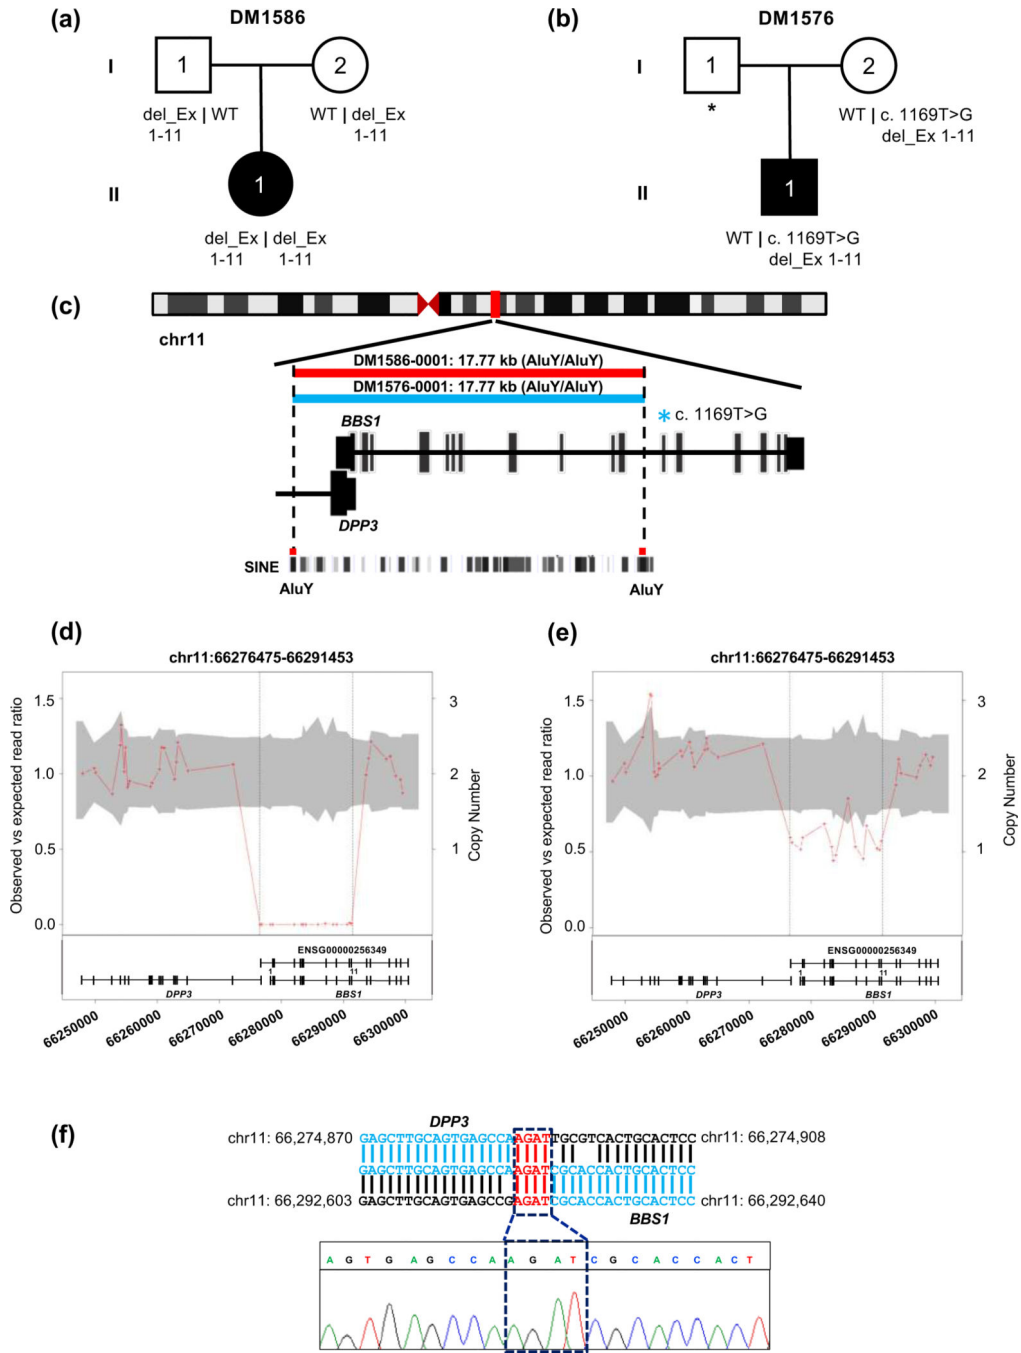 (a)
DM1586
(b)
DM1576
I
1
2
I
1
2
del_Ex | WT
1-11
WT | del_Ex
1-11
*
WT | c. 1169T>G
del_Ex 1-11
II
1
II
1
del_Ex | del_Ex
1-11 1-11
WT | c. 1169T>G
del_Ex 1-11
(c)
chr11
DM1586-0001: 17.77 kb (AluY/AluY)
DM1576-0001: 17.77 kb (AluY/AluY)
* c. 1169T>G
BBS1
DPP3
SINE
AluY
AluY
(d)
chr11:66276475-66291453
Observed vs expected read ratio
1.5
1.0
0.5
0.0
3
2
1
Copy Number
ENSG00000256349
1
11
DPP3
BBS1
66250000
66260000
66270000
66280000
66290000
66300000
(e)
chr11:66276475-66291453
Observed vs expected read ratio
1.5
1.0
0.5
0.0
3
2
1
Copy Number
ENSG00000256349
1
11
DPP3
BBS1
66250000
66260000
66270000
66280000
66290000
66300000
(f)
DPP3
chr11: 66,274,870 GAGCTTGCAGTGAGCCAAGATTGCGTCACTGCACTCC 66,274,908
GAGCTTGCAGTGAGCCAAGATCGCACCACTGCACTCC
chr11: 66,292,603 GAGCTTGCAGTGAGCCGAGATCGCACCACTGCACTCC chr11: 66,292,640
BBS1
A G T G A G C C A A G A T C G C A C C A C T